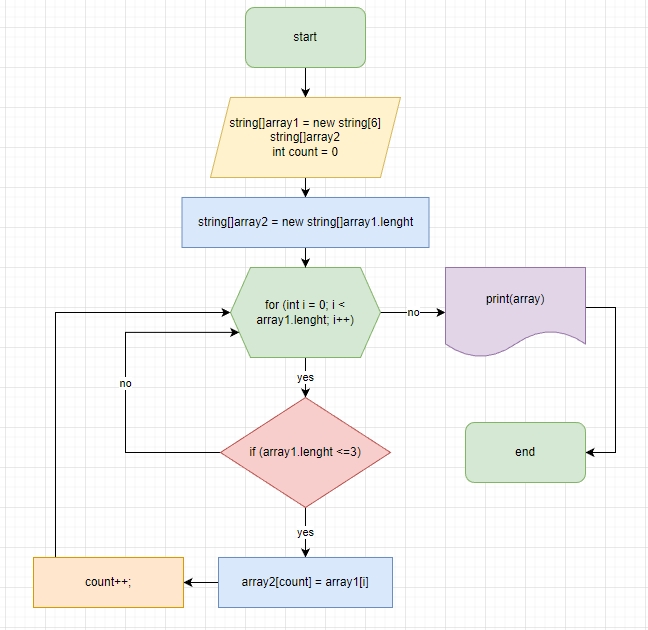 start
string[]array1 = new string[6]
string[]array2
int count = 0
string[]array2 = new string[]array1.lenght
for (int i = 0; i <
array1.lenght; i++)
no
print(array)
yes
no
if (array1.lenght <=3)
end
yes
count++;
array2[count] = array1[i]